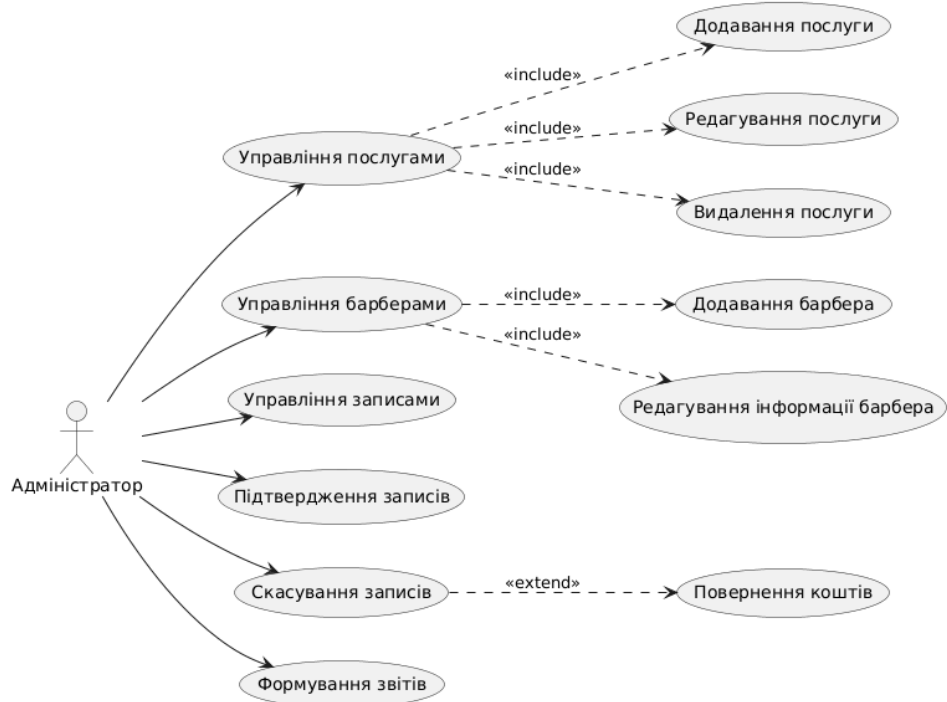 Додавання послуги
«include»
Редагування послуги
«include»
Управління послугами
«include»
Видалення послуги
Управління барберами
«include»
Додавання барбера
«include»
Управління записами
Редагування інформації барбера
Адміністратор
Підтвердження записів
Скасування записів
«extend»
Повернення коштів
Формування звітів